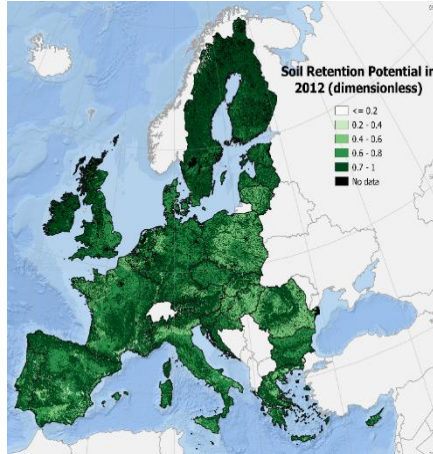 Soil Retention Potential in
2012 (dimensionless)
<= 0.2
0.2 - 0.4
0.4 - 0.6
0.6 - 0.8
0.7 - 1
No data